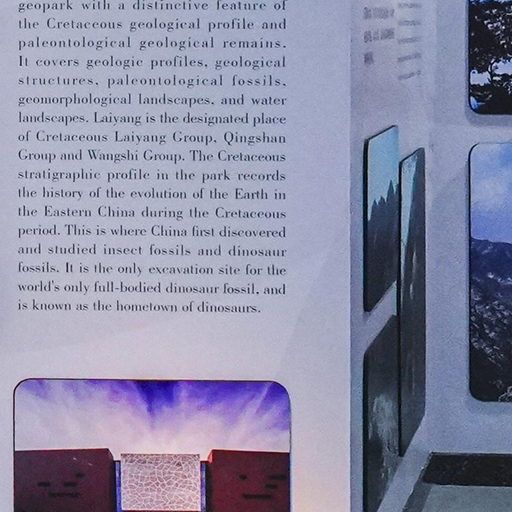 geopark with a distinctive feature of
the Cretaceous geological profile and
paleontological geological remains.
It covers geologic profiles, geological
structures, paleontological fossils,
geomorphological landscapes, and water
landscapes. Laiyang is the designated place
of Cretaceous Laiyang Group, Qingshan
Group and Wangshi Group. The Cretaceous
stratigraphic profile in the park records
the history of the evolution of the Earth in
the Eastern China during the Cretaceous
period. This is where China first discovered
and studied insect fossils and dinosaur
fossils. It is the only excavation site for the
world's only full-bodied dinosaur fossil, and
is known as the hometown of dinosaurs.